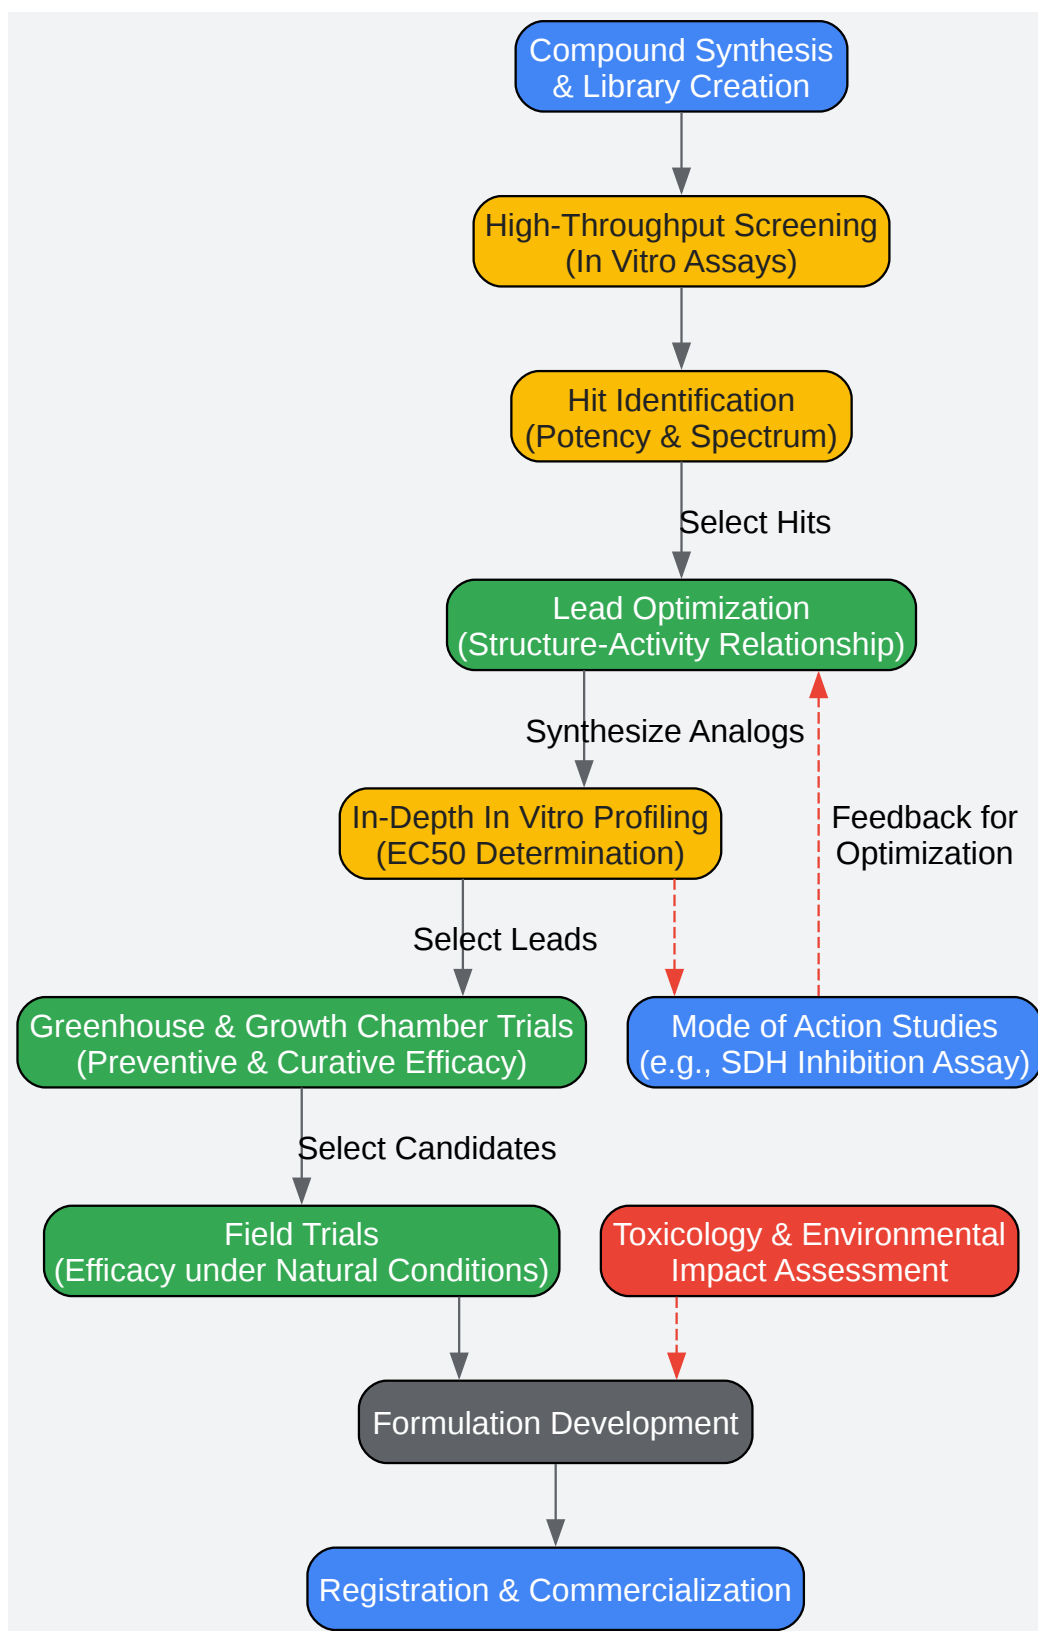 Compound Synthesis
& Library Creation
High-Throughput Screening
(In Vitro Assays)
Hit Identification
(Potency & Spectrum)
Select Hits
Lead Optimization
(Structure-Activity Relationship)
Synthesize Analogs
In-Depth In Vitro Profiling
(EC50 Determination)
Feedback for
Optimization
Select Leads
Greenhouse & Growth Chamber Trials
(Preventive & Curative Efficacy)
Mode of Action Studies
(e.g., SDH Inhibition Assay)
Select Candidates
Field Trials
(Efficacy under Natural Conditions)
Toxicology & Environmental
Impact Assessment
Formulation Development
Registration & Commercialization